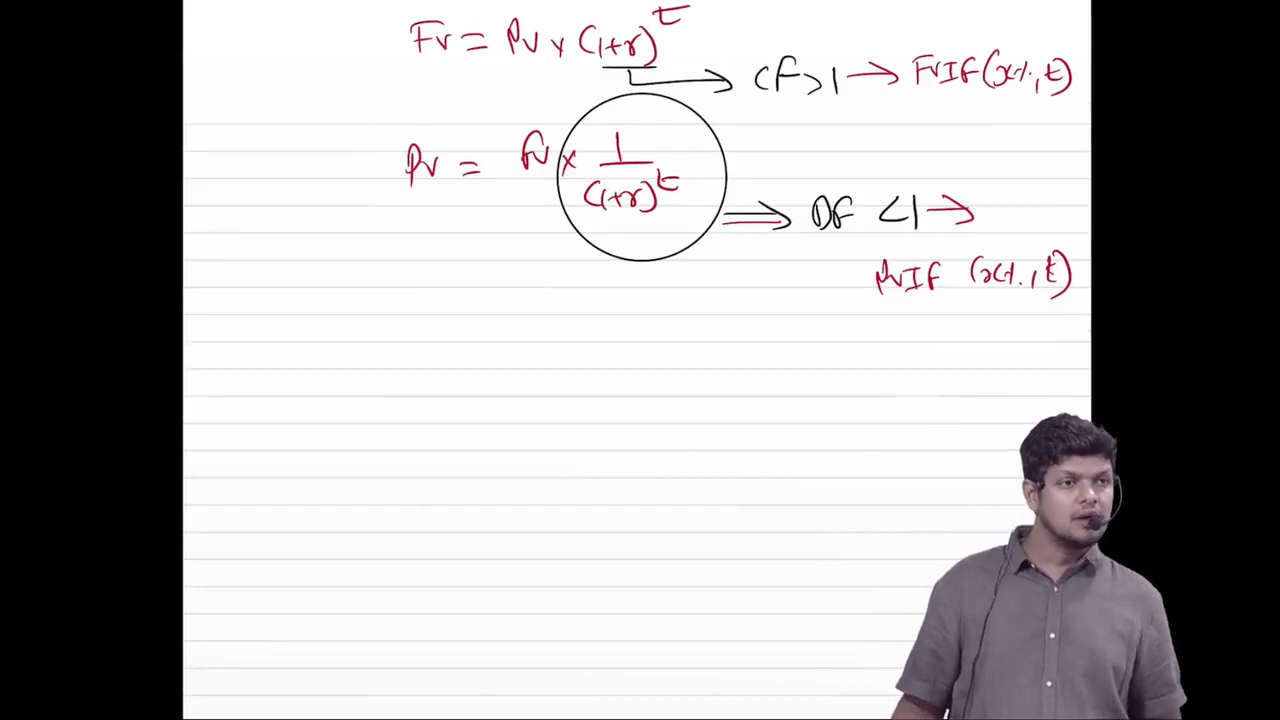 FV = PV × (1+r)^t
CF > 1 → FVIF (x%, t)
PV = FV × 1/(1+r)^t
⇒ DF < 1 →
PVIF (x%, t)